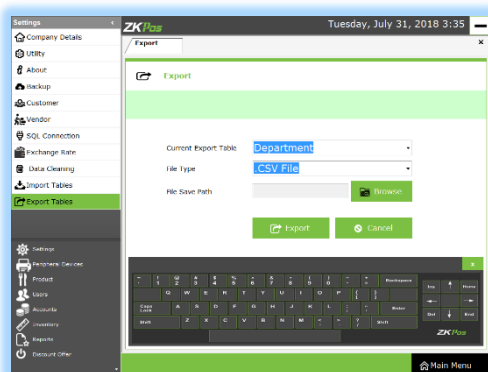 Settings
Company Details
Utility
About
Backup
Customer
Vendor
SQL Connection
Exchange Rate
Data Cleaning
Import Tables
Export Tables
Settings
Peripheral Devices
Product
Users
Accounts
Inventory
Reports
Discount Offer
ZKPos
Tuesday, July 31, 2018 3:35
Export
x
Export
Current Export Table
Department
File Type
.CSV File
File Save Path
Browse
Export
Cancel
x
Backspace
Q W E R T Y U I O P
Caps Lock A S D F G H J K L Enter
Shift Z X C V B N M Shift
Ins Home
Del End
ZKPos
Main Menu